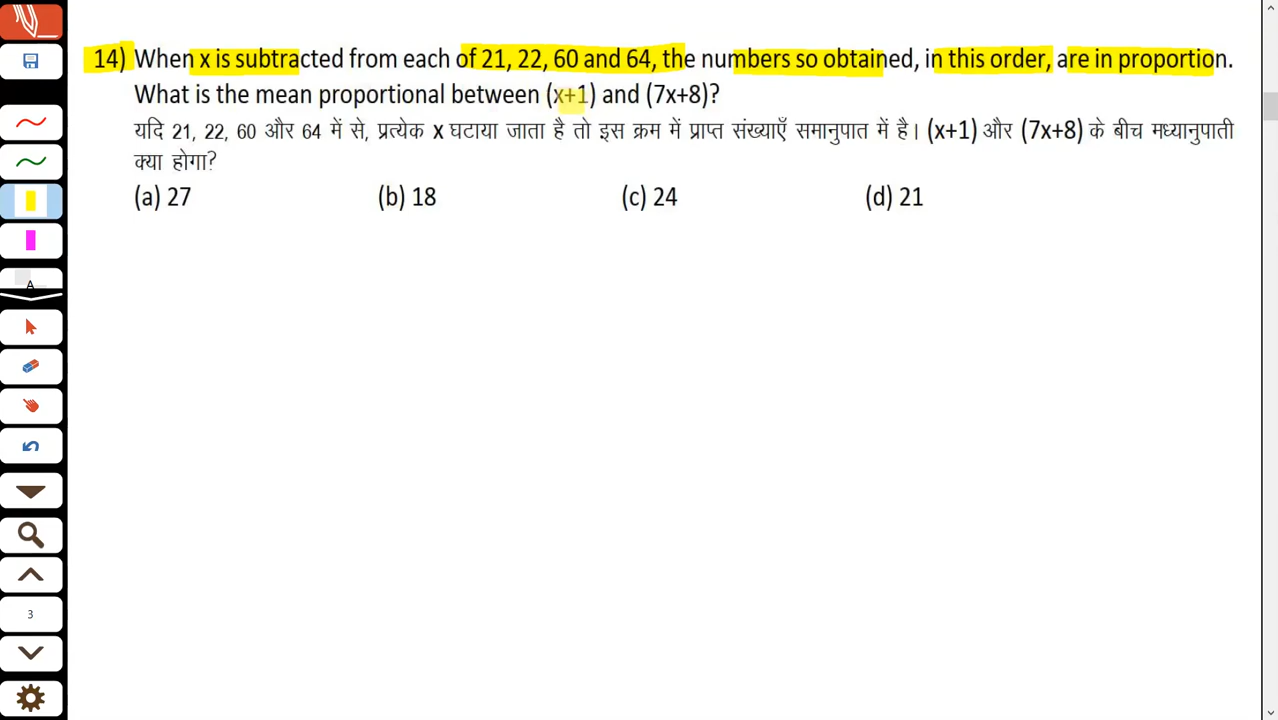 14) When x is subtracted from each of 21, 22, 60 and 64, the numbers so obtained, in this order, are in proportion.
What is the mean proportional between (x+1) and (7x+8)?
यदि 21, 22, 60 और 64 में से, प्रत्येक x घटाया जाता है तो इस क्रम में प्राप्त संख्याएँ समानुपात में है। (x+1) और (7x+8) के बीच मध्यानुपाती
क्या होगा?
(a) 27 (b) 18 (c) 24 (d) 21
A
3